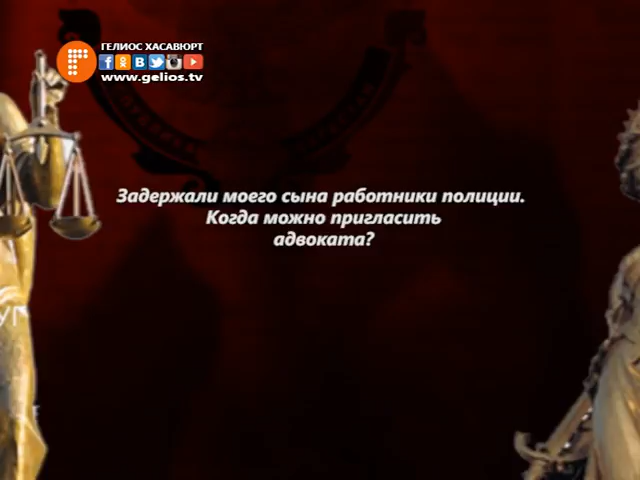 ГЕЛИОС ХАСАВЮРТ
www.gelios.tv
Задержали моего сына работники полиции.
Когда можно пригласить
адвоката?